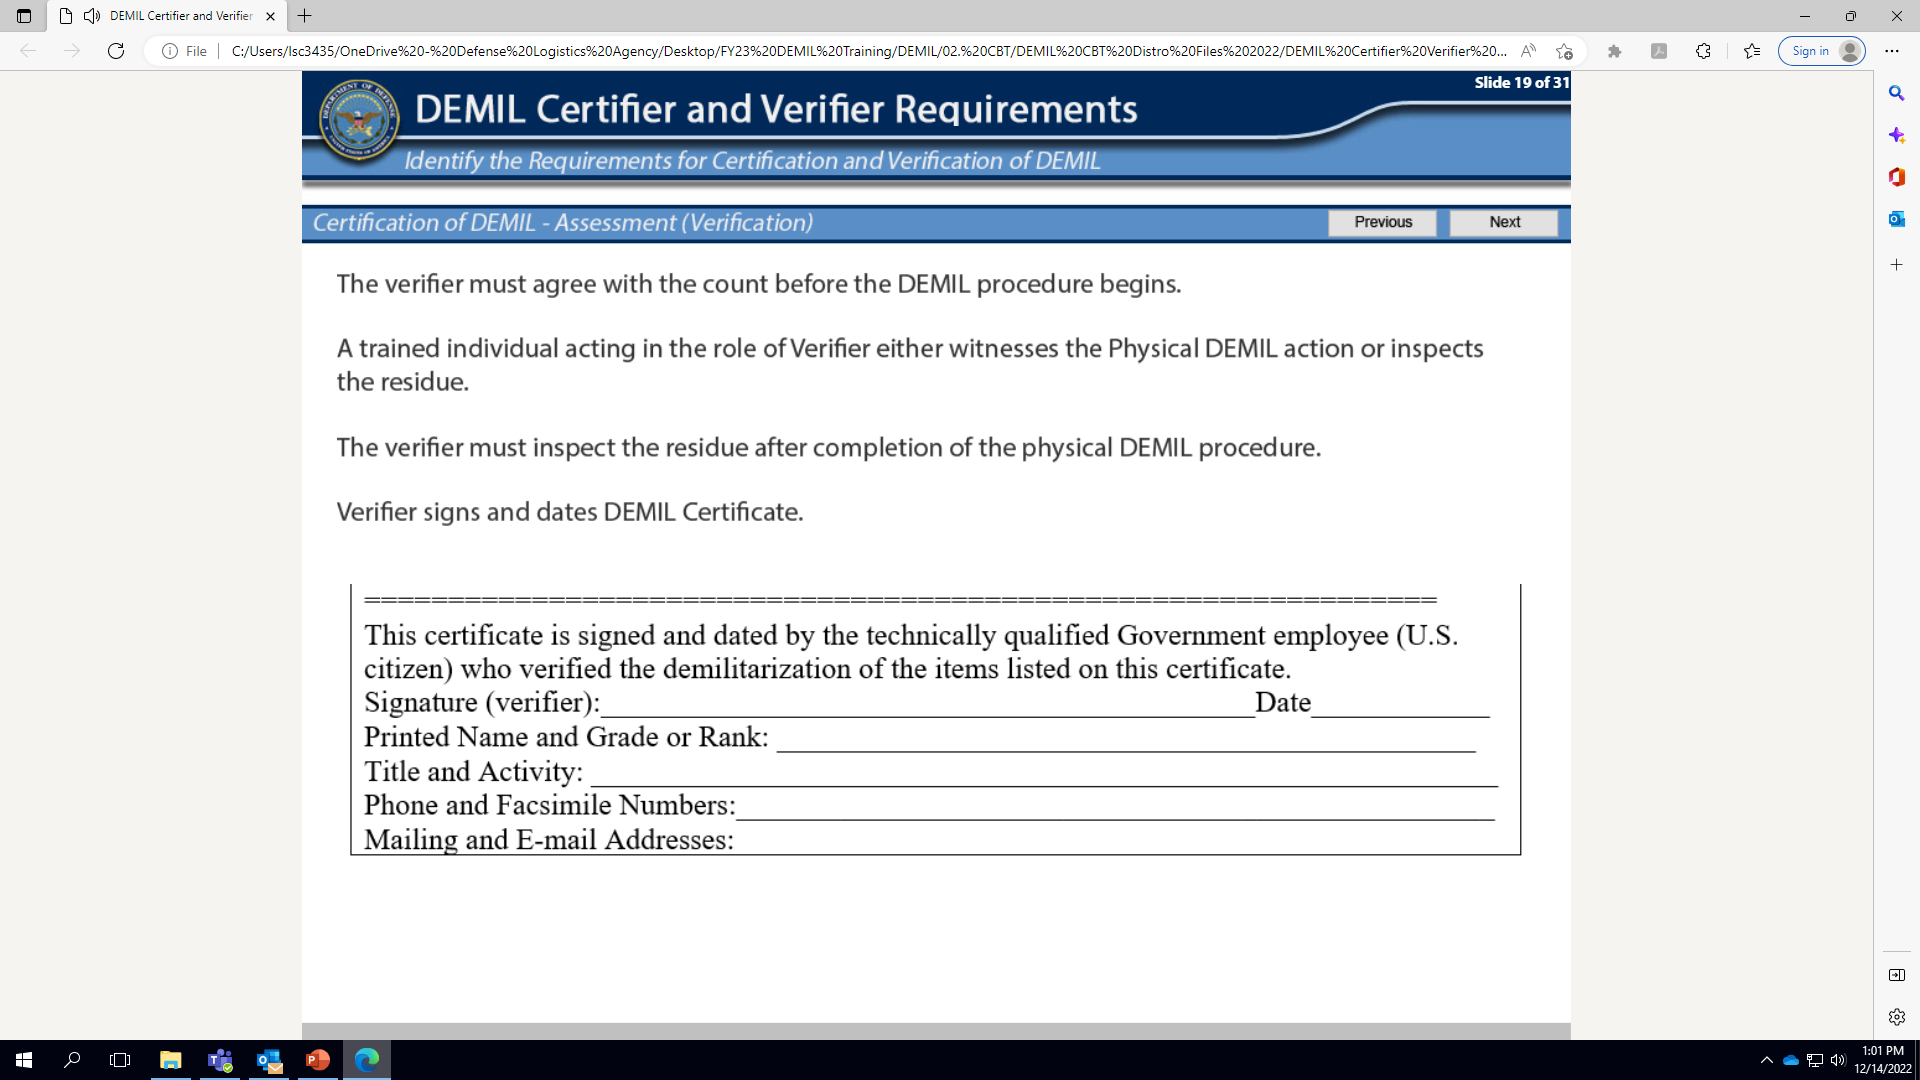 DEMIL Certifier and Verifier
File
C:/Users/lsc3435/OneDrive%20-%20Defense%20Logistics%20Agency/Desktop/FY23%20DEMIL%20Training/DEMIL/02.%20CBT/DEMIL%20CBT%20Distro%20Files%202022/DEMIL%20Certifier%20Verifier%20...
Sign in
Slide 19 of 31
DEMIL Certifier and Verifier Requirements
Identify the Requirements for Certification and Verification of DEMIL
Certification of DEMIL - Assessment (Verification)
Previous
Next
The verifier must agree with the count before the DEMIL procedure begins.
A trained individual acting in the role of Verifier either witnesses the Physical DEMIL action or inspects
the residue.
The verifier must inspect the residue after completion of the physical DEMIL procedure.
Verifier signs and dates DEMIL Certificate.
================================================================
This certificate is signed and dated by the technically qualified Government employee (U.S.
citizen) who verified the demilitarization of the items listed on this certificate.
Signature (verifier):______________________________Date__________
Printed Name and Grade or Rank: ______________________________
Title and Activity: ______________________________
Phone and Facsimile Numbers:______________________________
Mailing and E-mail Addresses:
1:01 PM
12/14/2022